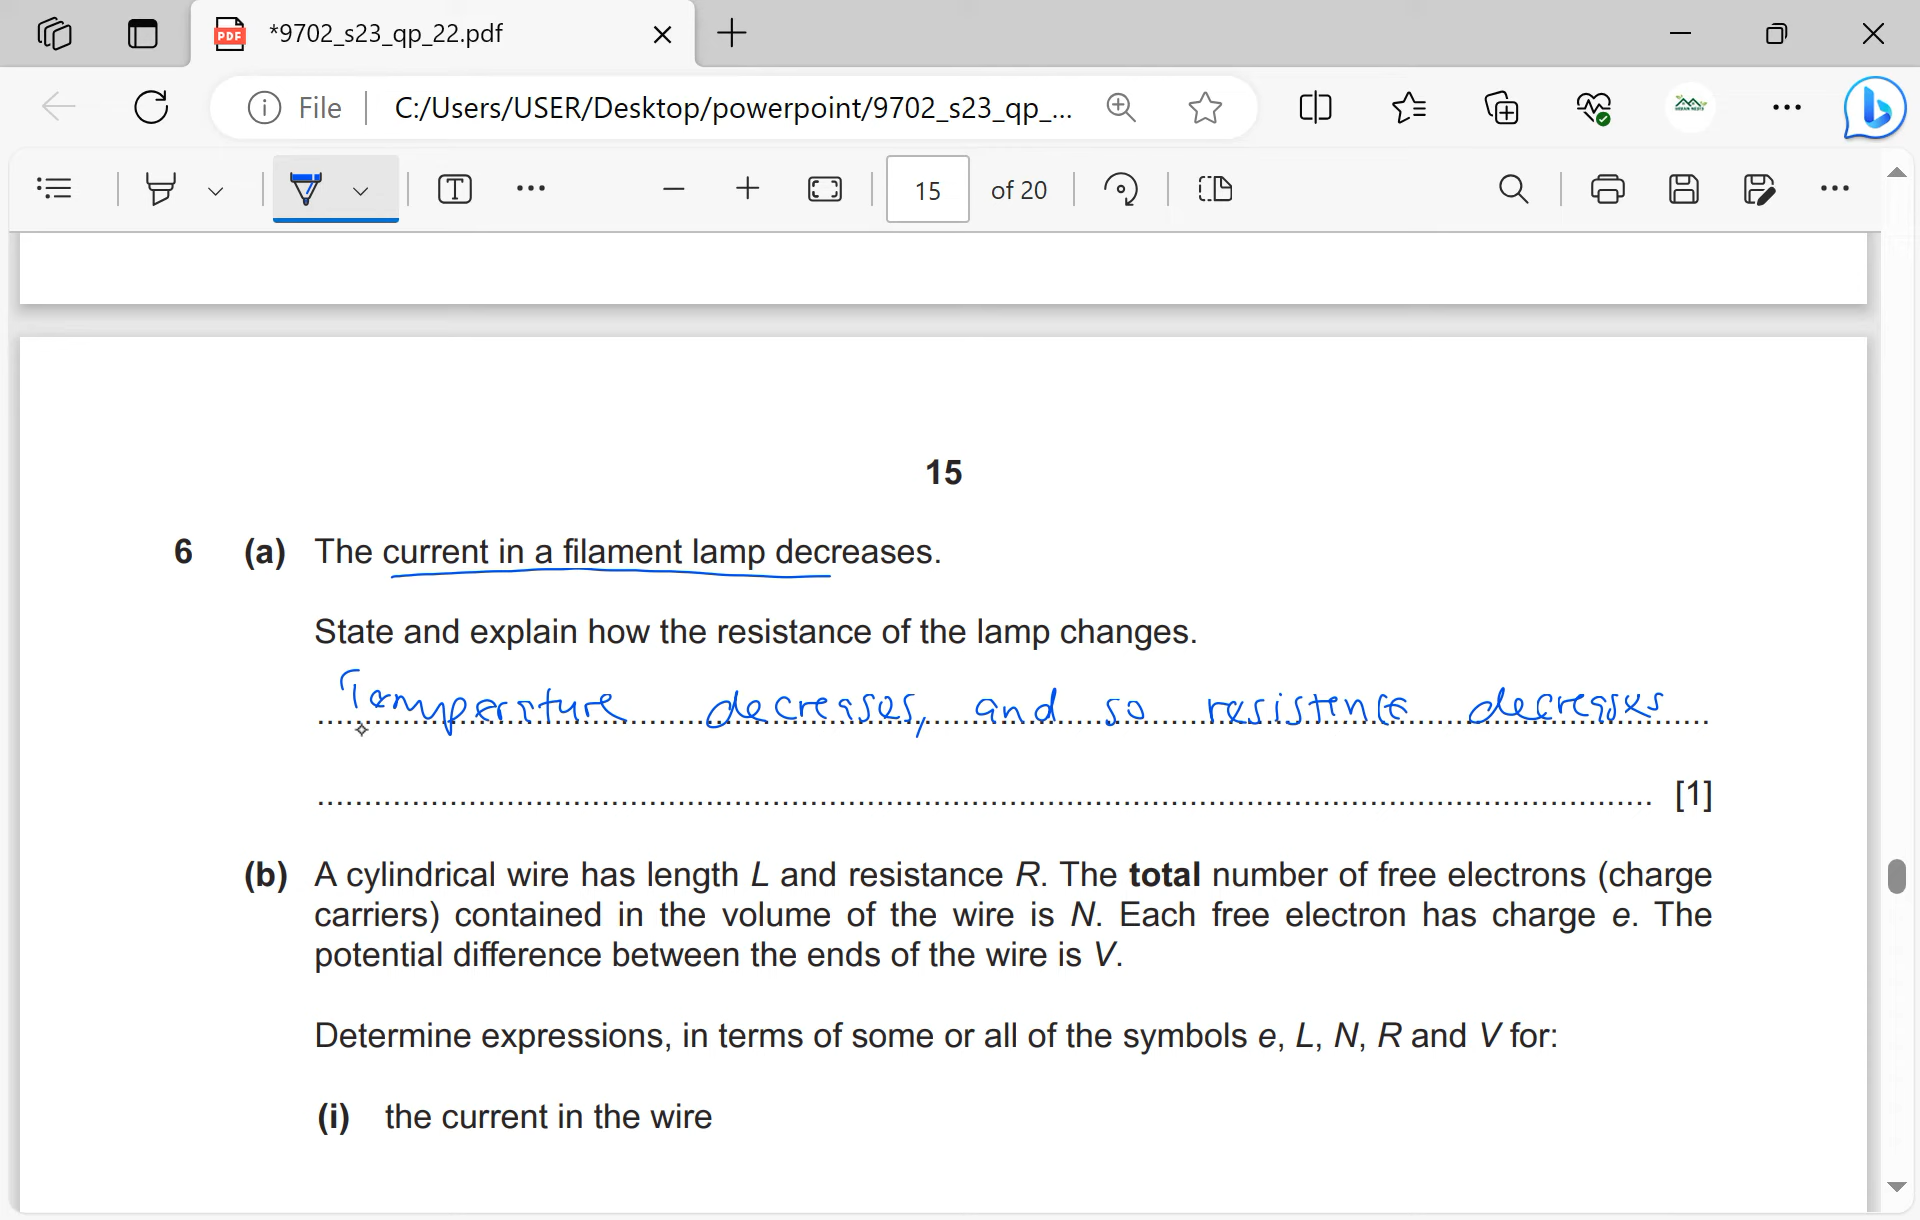 *9702_s23_qp_22.pdf
File
C:/Users/USER/Desktop/powerpoint/9702_s23_qp_...
15 of 20
15
6 (a) The current in a filament lamp decreases.
State and explain how the resistance of the lamp changes.
Temperature decreases, and so resistence decreases
[1]
(b) A cylindrical wire has length L and resistance R. The total number of free electrons (charge
carriers) contained in the volume of the wire is N. Each free electron has charge e. The
potential difference between the ends of the wire is V.
Determine expressions, in terms of some or all of the symbols e, L, N, R and V for:
(i) the current in the wire